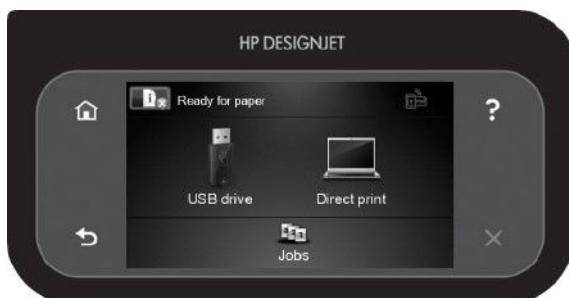 HP DESIGNJET
Ready for paper
?
USB drive
Direct print
Jobs